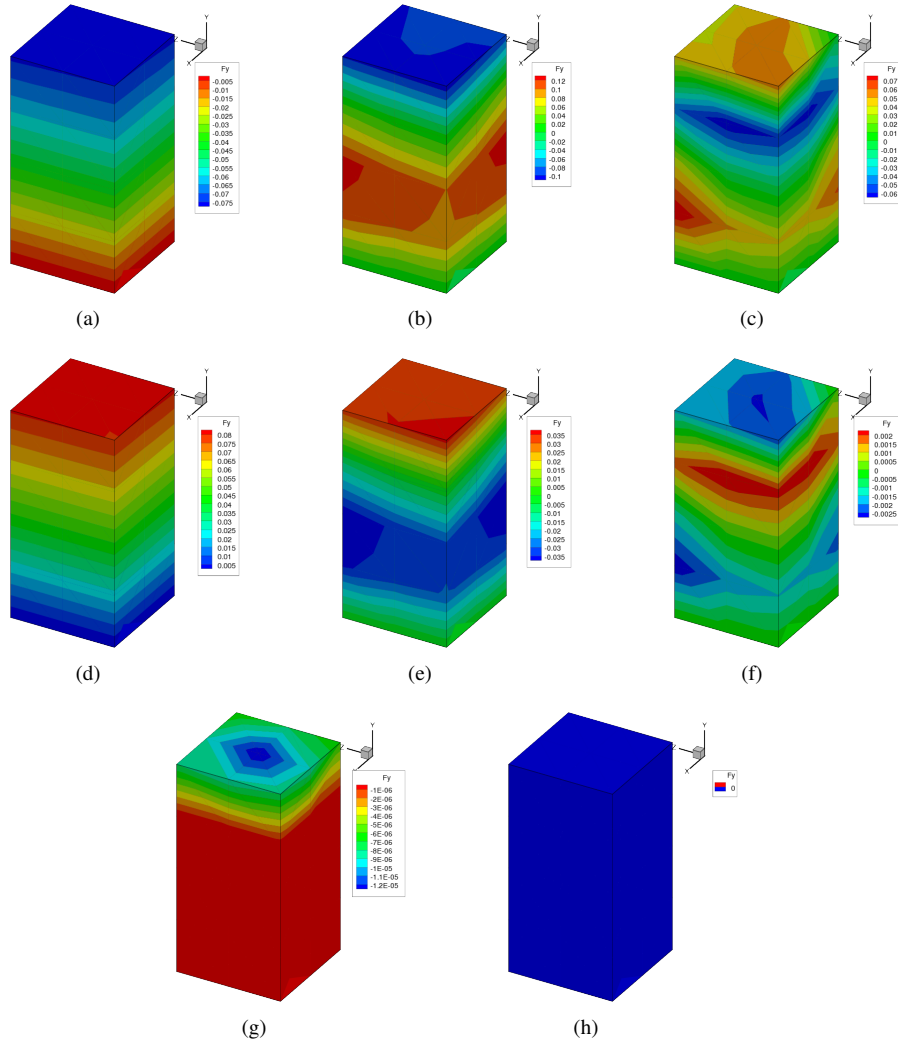 Y
Z
X
Fy
-0.005
-0.01
-0.015
-0.02
-0.025
-0.03
-0.035
-0.04
-0.045
-0.05
-0.055
-0.06
-0.065
-0.07
-0.075
(a)
Y
Z
X
Fy
0.12
0.1
0.08
0.06
0.04
0.02
0
-0.02
-0.04
-0.06
-0.08
-0.1
(b)
Y
Z
X
Fy
0.07
0.06
0.05
0.04
0.03
0.02
0.01
0
-0.01
-0.02
-0.03
-0.04
-0.05
-0.06
(c)
Y
Z
X
Fy
0.08
0.075
0.07
0.065
0.06
0.055
0.05
0.045
0.04
0.035
0.03
0.025
0.02
0.015
0.01
0.005
(d)
Y
Z
X
Fy
0.035
0.03
0.025
0.02
0.015
0.01
0.005
0
-0.005
-0.01
-0.015
-0.02
-0.025
-0.03
-0.035
(e)
Y
Z
X
Fy
0.002
0.0015
0.001
0.0005
0
-0.0005
-0.001
-0.0015
-0.002
-0.0025
(f)
Y
Z
X
Fy
-1E-06
-2E-06
-3E-06
-4E-06
-5E-06
-6E-06
-7E-06
-8E-06
-9E-06
-1E-05
-1.1E-05
-1.2E-05
(g)
Y
Z
X
Fy
0
(h)